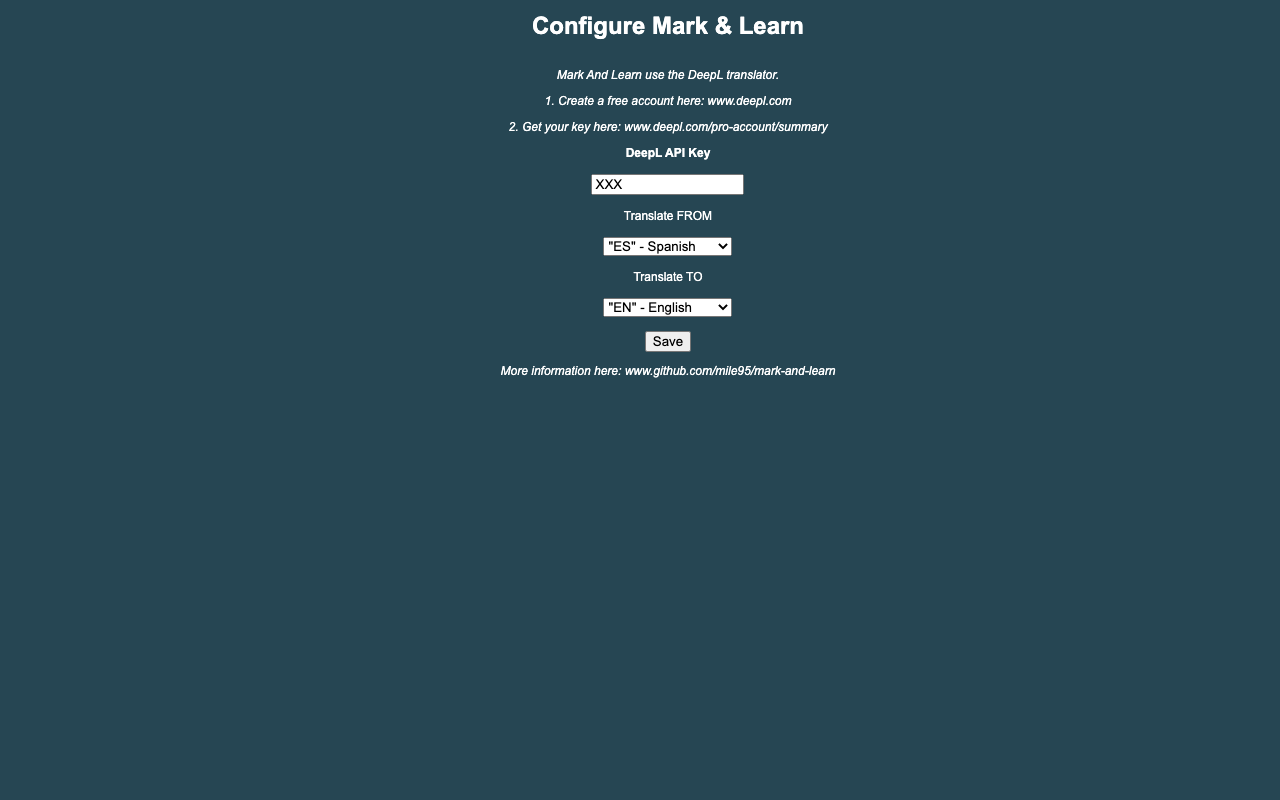 Configure Mark & Learn
Mark And Learn use the DeepL translator.
1. Create a free account here: www.deepl.com
2. Get your key here: www.deepl.com/pro-account/summary
DeepL API Key
XXX
Translate FROM
"ES" - Spanish
Translate TO
"EN" - English
Save
More information here: www.github.com/mile95/mark-and-learn